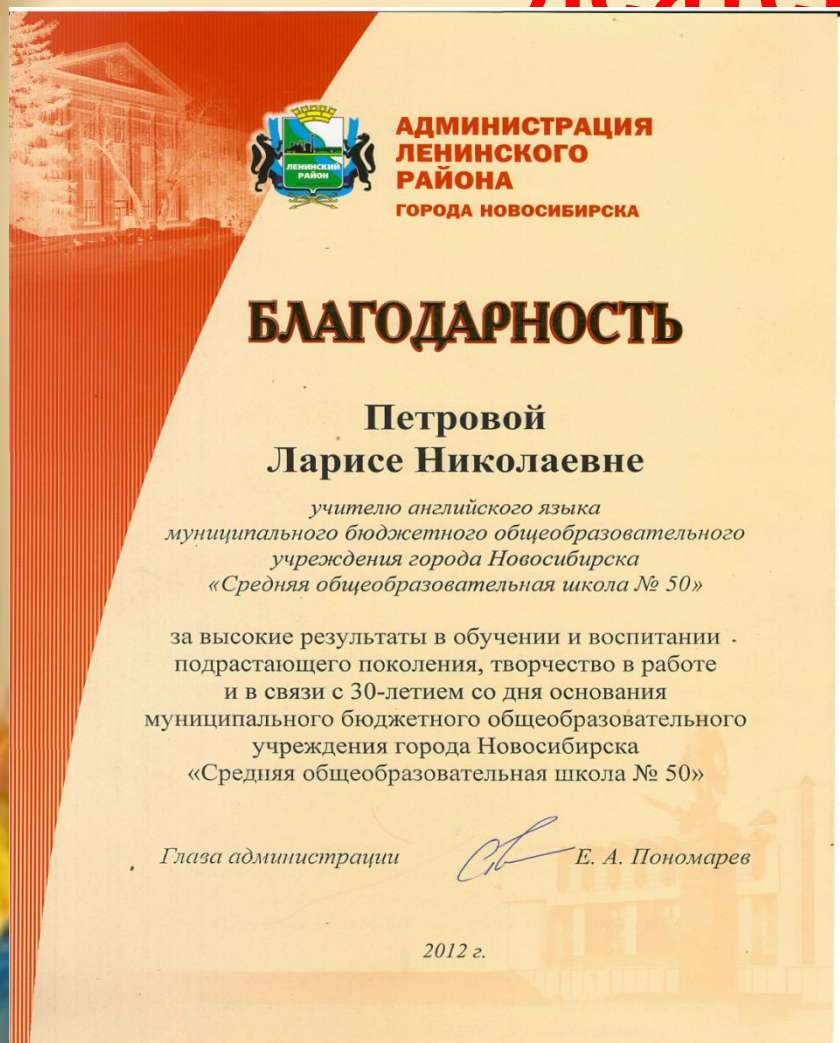 АДМИНИСТРАЦИЯ
ЛЕНИНСКОГО
РАЙОНА
ГОРОДА НОВОСИБИРСКА
ЛЕНИНСКИЙ
РАЙОН
БЛАГОДАРНОСТЬ
Петровой
Ларисе Николаевне
учителю английского языка
муниципального бюджетного общеобразовательного
учреждения города Новосибирска
«Средняя общеобразовательная школа № 50»
за высокие результаты в обучении и воспитании
подрастающего поколения, творчество в работе
и в связи с 30-летием со дня основания
муниципального бюджетного общеобразовательного
учреждения города Новосибирска
«Средняя общеобразовательная школа № 50»
Глава администрации Е. А. Пономарев
2012 г.